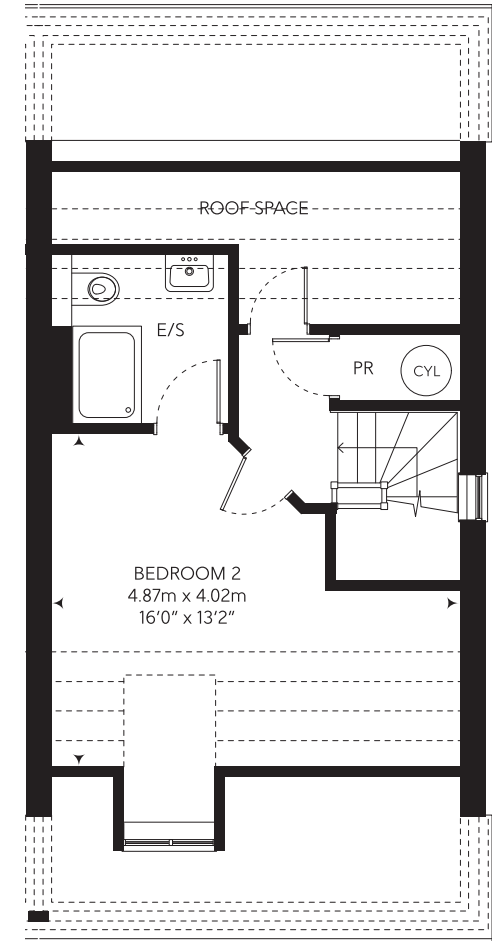 ROOF SPACE
E/S
PR
CYL
BEDROOM 2
4.87m x 4.02m
16’0” x 13’2”